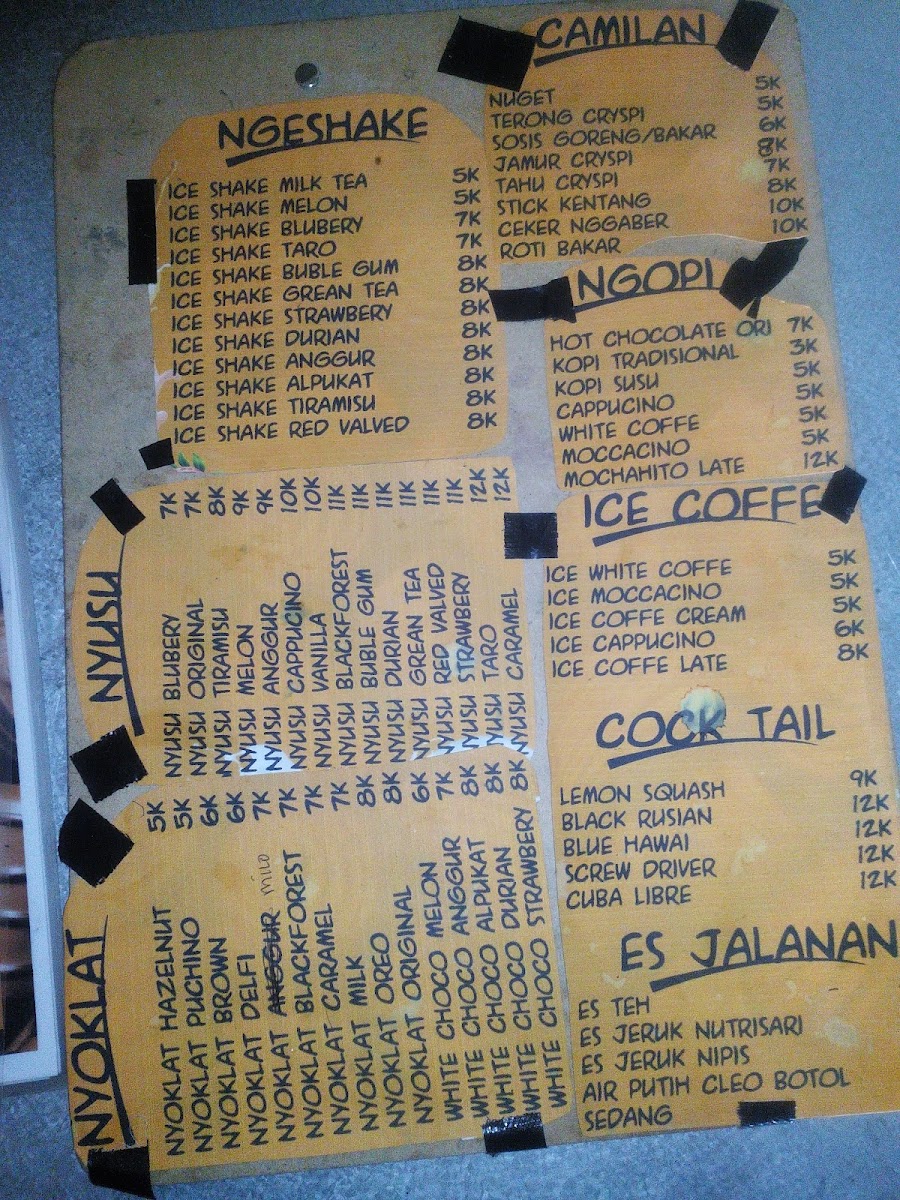 NGESHAKE
ICE SHAKE MILK TEA 5K
ICE SHAKE MELON 5K
ICE SHAKE BLUBERY 7K
ICE SHAKE TARO 7K
ICE SHAKE BUBLE GUM 8K
ICE SHAKE GREAN TEA 8K
ICE SHAKE STRAWBERY 8K
ICE SHAKE DURIAN 8K
ICE SHAKE ANGGUR 8K
ICE SHAKE ALPUKAT 8K
ICE SHAKE TIRAMISU 8K
ICE SHAKE RED VALVED 8K
CAMILAN
NUGET 5K
TERONG CRYSPI 5K
SOSIS GORENG/BAKAR 6K
JAMUR CRYSPI 8K
TAHU CRYSPI 7K
STICK KENTANG 8K
CEKER NGGABER 10K
ROTI BAKAR 10K
NGOPI
HOT CHOCOLATE ORI 7K
KOPI TRADISIONAL 3K
KOPI SUSU 5K
CAPPUCINO 5K
WHITE COFFE 5K
MOCCACINO 5K
MOCHAHITO LATE 12K
NYUSU
NYUSU BLUBERY 7K
NYUSU ORIGINAL 7K
NYUSU TIRAMISU 8K
NYUSU MELON 9K
NYUSU ANGGUR 9K
NYUSU CAPPUCINO 10K
NYUSU VANILLA 10K
NYUSU BLACKFOREST 11K
NYUSU BUBLE GUM 11K
NYUSU DURIAN 11K
NYUSU GREAN TEA 11K
NYUSU RED VALVED 11K
NYUSU STRAWBERY 11K
NYUSU TARO 12K
NYUSU CARAMEL 12K
ICE COFFE
ICE WHITE COFFE 5K
ICE MOCCACINO 5K
ICE COFFE CREAM 5K
ICE CAPPUCINO 6K
ICE COFFE LATE 8K
COCK TAIL
LEMON SQUASH 9K
BLACK RUSIAN 12K
BLUE HAWAI 12K
SCREW DRIVER 12K
CUBA LIBRE 12K
NYOKLAT
NYOKLAT HAZELNUT 5K
NYOKLAT PUCHINO 5K
NYOKLAT BROWN 6K
NYOKLAT DELFI 6K
NYOKLAT ANGGUR MILO 7K
NYOKLAT BLACKFOREST 7K
NYOKLAT CARAMEL 7K
NYOKLAT MILK 7K
NYOKLAT OREO 8K
NYOKLAT ORIGINAL 8K
WHITE CHOCO MELON 6K
WHITE CHOCO ANGGUR 7K
WHITE CHOCO ALPUKAT 8K
WHITE CHOCO DURIAN 8K
WHITE CHOCO STRAWBERY 8K
ES JALANAN
ES TEH
ES JERUK NUTRISARI
ES JERUK NIPIS
AIR PUTIH CLEO BOTOL
SEDANG